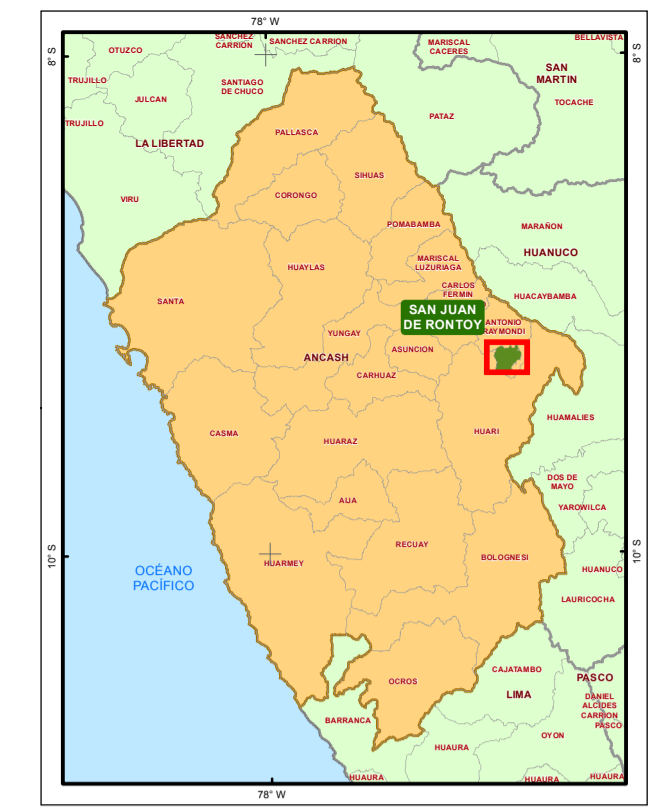 78° W
SANCHEZ
CARRIÓN
SANCHEZ CARRION
MARISCAL
CACERES
BELLAVISTA
OTUZCO
8° S
8° S
SAN
MARTIN
TRUJILLO
SANTIAGO
DE CHUCO
JULCAN
TOCACHE
TRUJILLO
PATAZ
PALLASCA
LA LIBERTAD
SIHUAS
CORONGO
VIRU
POMABAMBA
MARAÑON
HUANUCO
MARISCAL
LUZURIAGA
HUAYLAS
CARLOS
FERMIN
HUACAYBAMBA
SANTA
SAN JUAN
DE RONTOY
ANTONIO
RAYMONDI
YUNGAY
ASUNCION
ANCASH
CARHUAZ
HUAMALIES
CASMA
HUARI
HUARAZ
DOS DE
MAYO
AIJA
YAROWILCA
RECUAY
10° S
10° S
BOLOGNESI
HUARMEY
OCÉANO
PACÍFICO
HUANUCO
LAURICOCHA
CAJATAMBO
PASCO
OCROS
LIMA
DANIEL
ALCIDES
CARRION
PASCO
BARRANCA
OYON
HUAURA
HUAURA
HUAURA
HUAURA
78° W